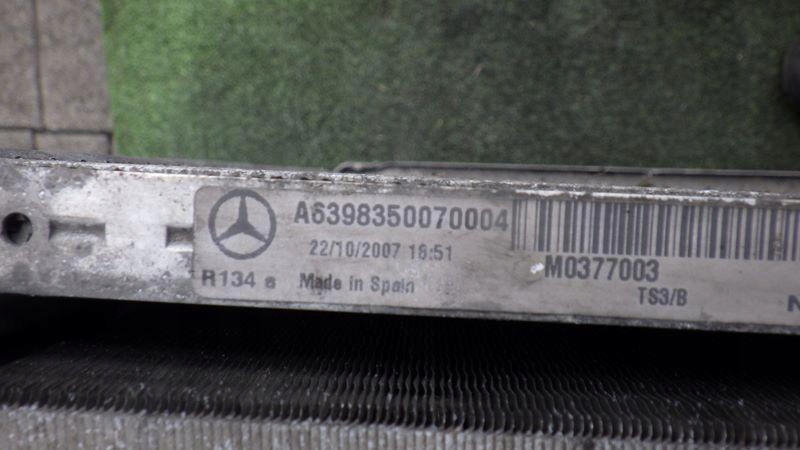 A6398350070004
22/10/2007 16:51
M0377003
R134 a Made in Spain
TS3/B
N